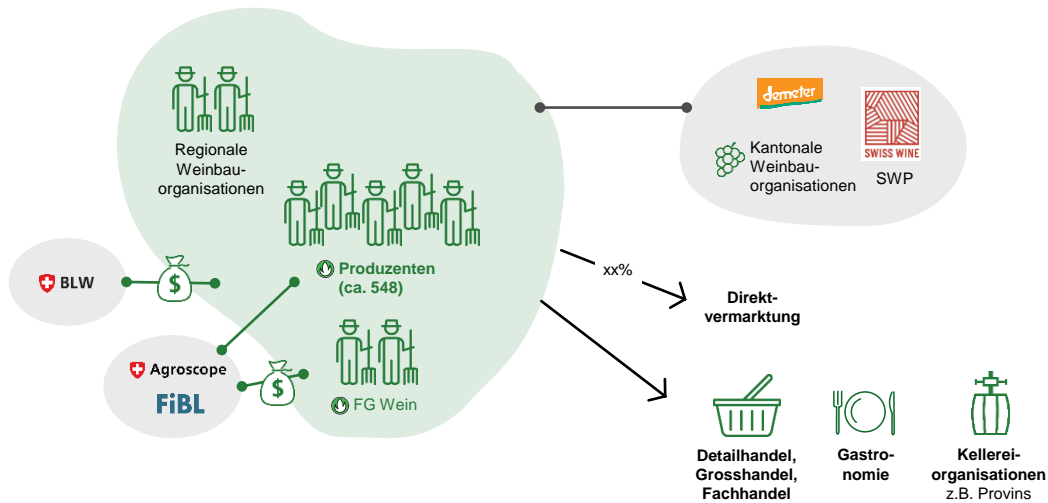 Regionale
Weinbau-
organisationen
demeter
Kantonale
Weinbau-
organisationen
SWISS WINE
SWP
Produzenten
(ca. 548)
BLW
$
Agroscope
FiBL
$
FG Wein
xx%
Direkt-
vermarktung
Detailhandel,
Grosshandel,
Fachhandel
Gastro-
nomie
Kellerei-
organisationen
z.B. Provins